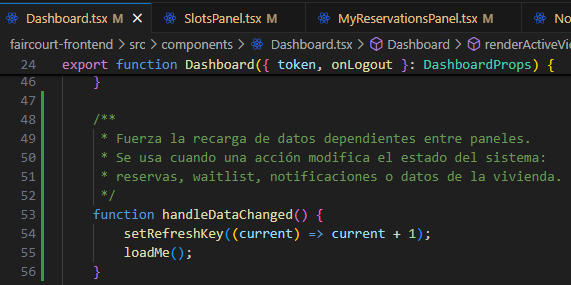 Dashboard.tsx M
SlotsPanel.tsx M
MyReservationsPanel.tsx M
faircourt-frontend > src > components > Dashboard.tsx > Dashboard >
24 export function Dashboard({ token, onLogout }: DashboardProps) {
46 }
47
48 /**
49 * Fuerza la recarga de datos dependientes entre paneles.
50 * Se usa cuando una acción modifica el estado del sistema:
51 * reservas, waitlist, notificaciones o datos de la vivienda.
52 */
53 function handleDataChanged() {
54 setRefreshKey((current) => current + 1);
55 loadMe();
56 }